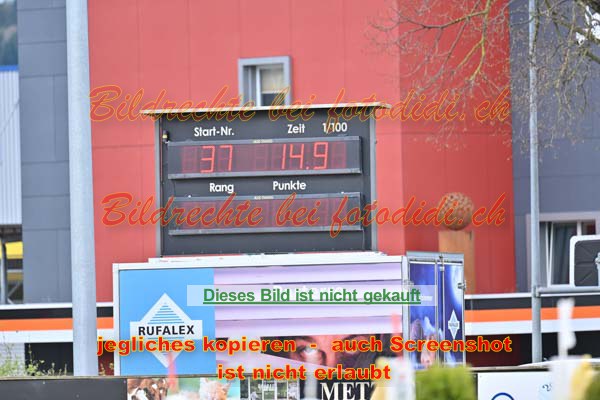 Bildrechte bei fotodidi.ch
Start-Nr. Zeit 1/100
37 14.9
Rang Punkte
Bildrechte bei fotodidi.ch
Dieses Bild ist nicht gekauft
RUFALEX
jegliches kopieren - auch Screenshot
ist nicht erlaubt
METZ